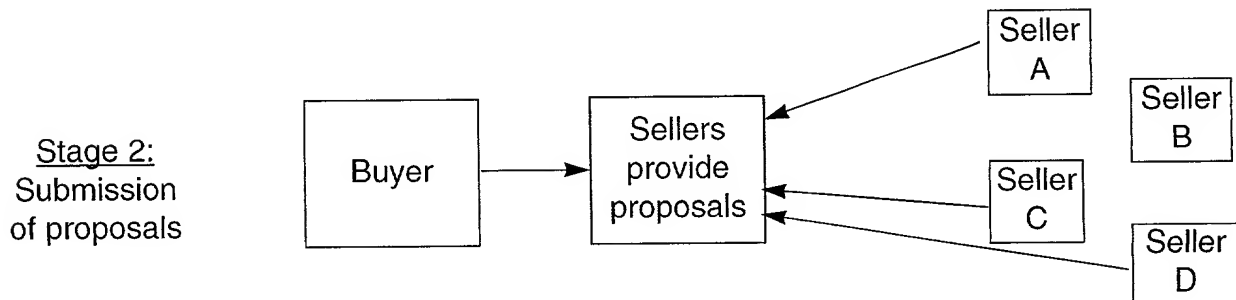 Stage 2:
Submission
of proposals
Buyer
Sellers
provide
proposals
Seller
A
Seller
B
Seller
C
Seller
D